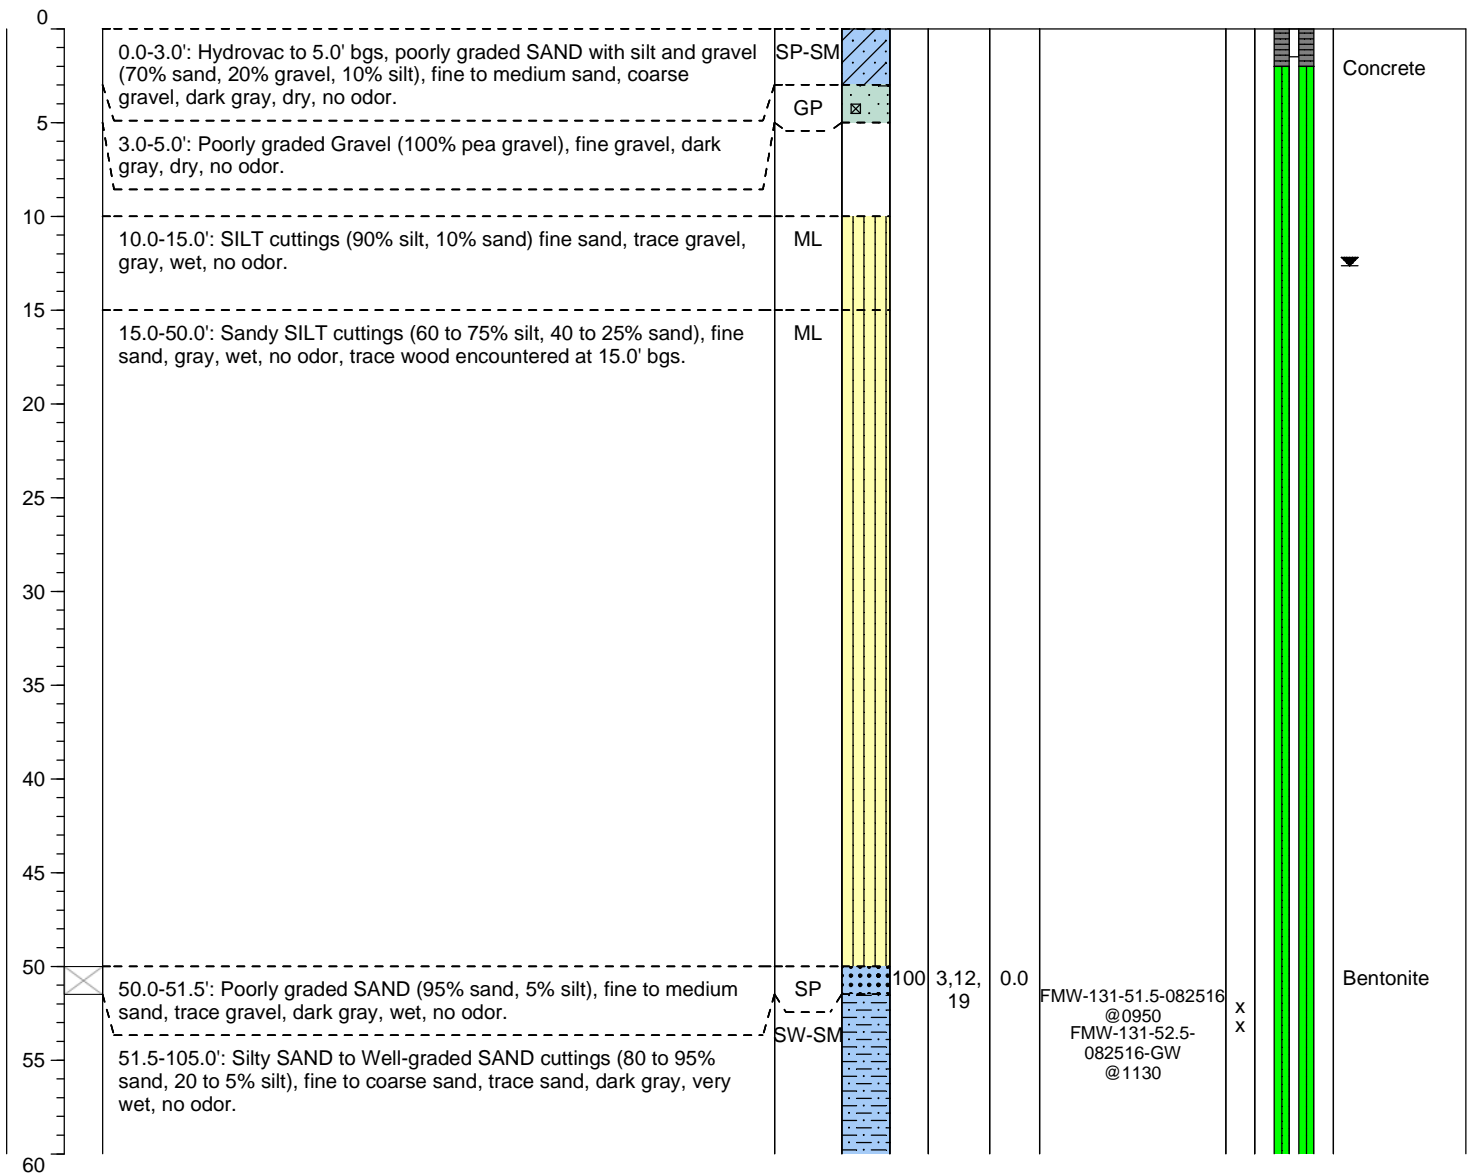 0
0.0-3.0': Hydrovac to 5.0' bgs, poorly graded SAND with silt and gravel
(70% sand, 20% gravel, 10% silt), fine to medium sand, coarse
gravel, dark gray, dry, no odor.
SP-SM
Concrete
GP
5
3.0-5.0': Poorly graded Gravel (100% pea gravel), fine gravel, dark
gray, dry, no odor.
10
10.0-15.0': SILT cuttings (90% silt, 10% sand) fine sand, trace gravel,
gray, wet, no odor.
ML
15
15.0-50.0': Sandy SILT cuttings (60 to 75% silt, 40 to 25% sand), fine
sand, gray, wet, no odor, trace wood encountered at 15.0' bgs.
ML
20
25
30
35
40
45
50
50.0-51.5': Poorly graded SAND (95% sand, 5% silt), fine to medium
sand, trace gravel, dark gray, wet, no odor.
SP
100
3,12,
19
0.0
FMW-131-51.5-082516
@0950
x
Bentonite
SW-SM
FMW-131-52.5-
082516-GW
@1130
x
55
51.5-105.0': Silty SAND to Well-graded SAND cuttings (80 to 95%
sand, 20 to 5% silt), fine to coarse sand, trace sand, dark gray, very
wet, no odor.
60